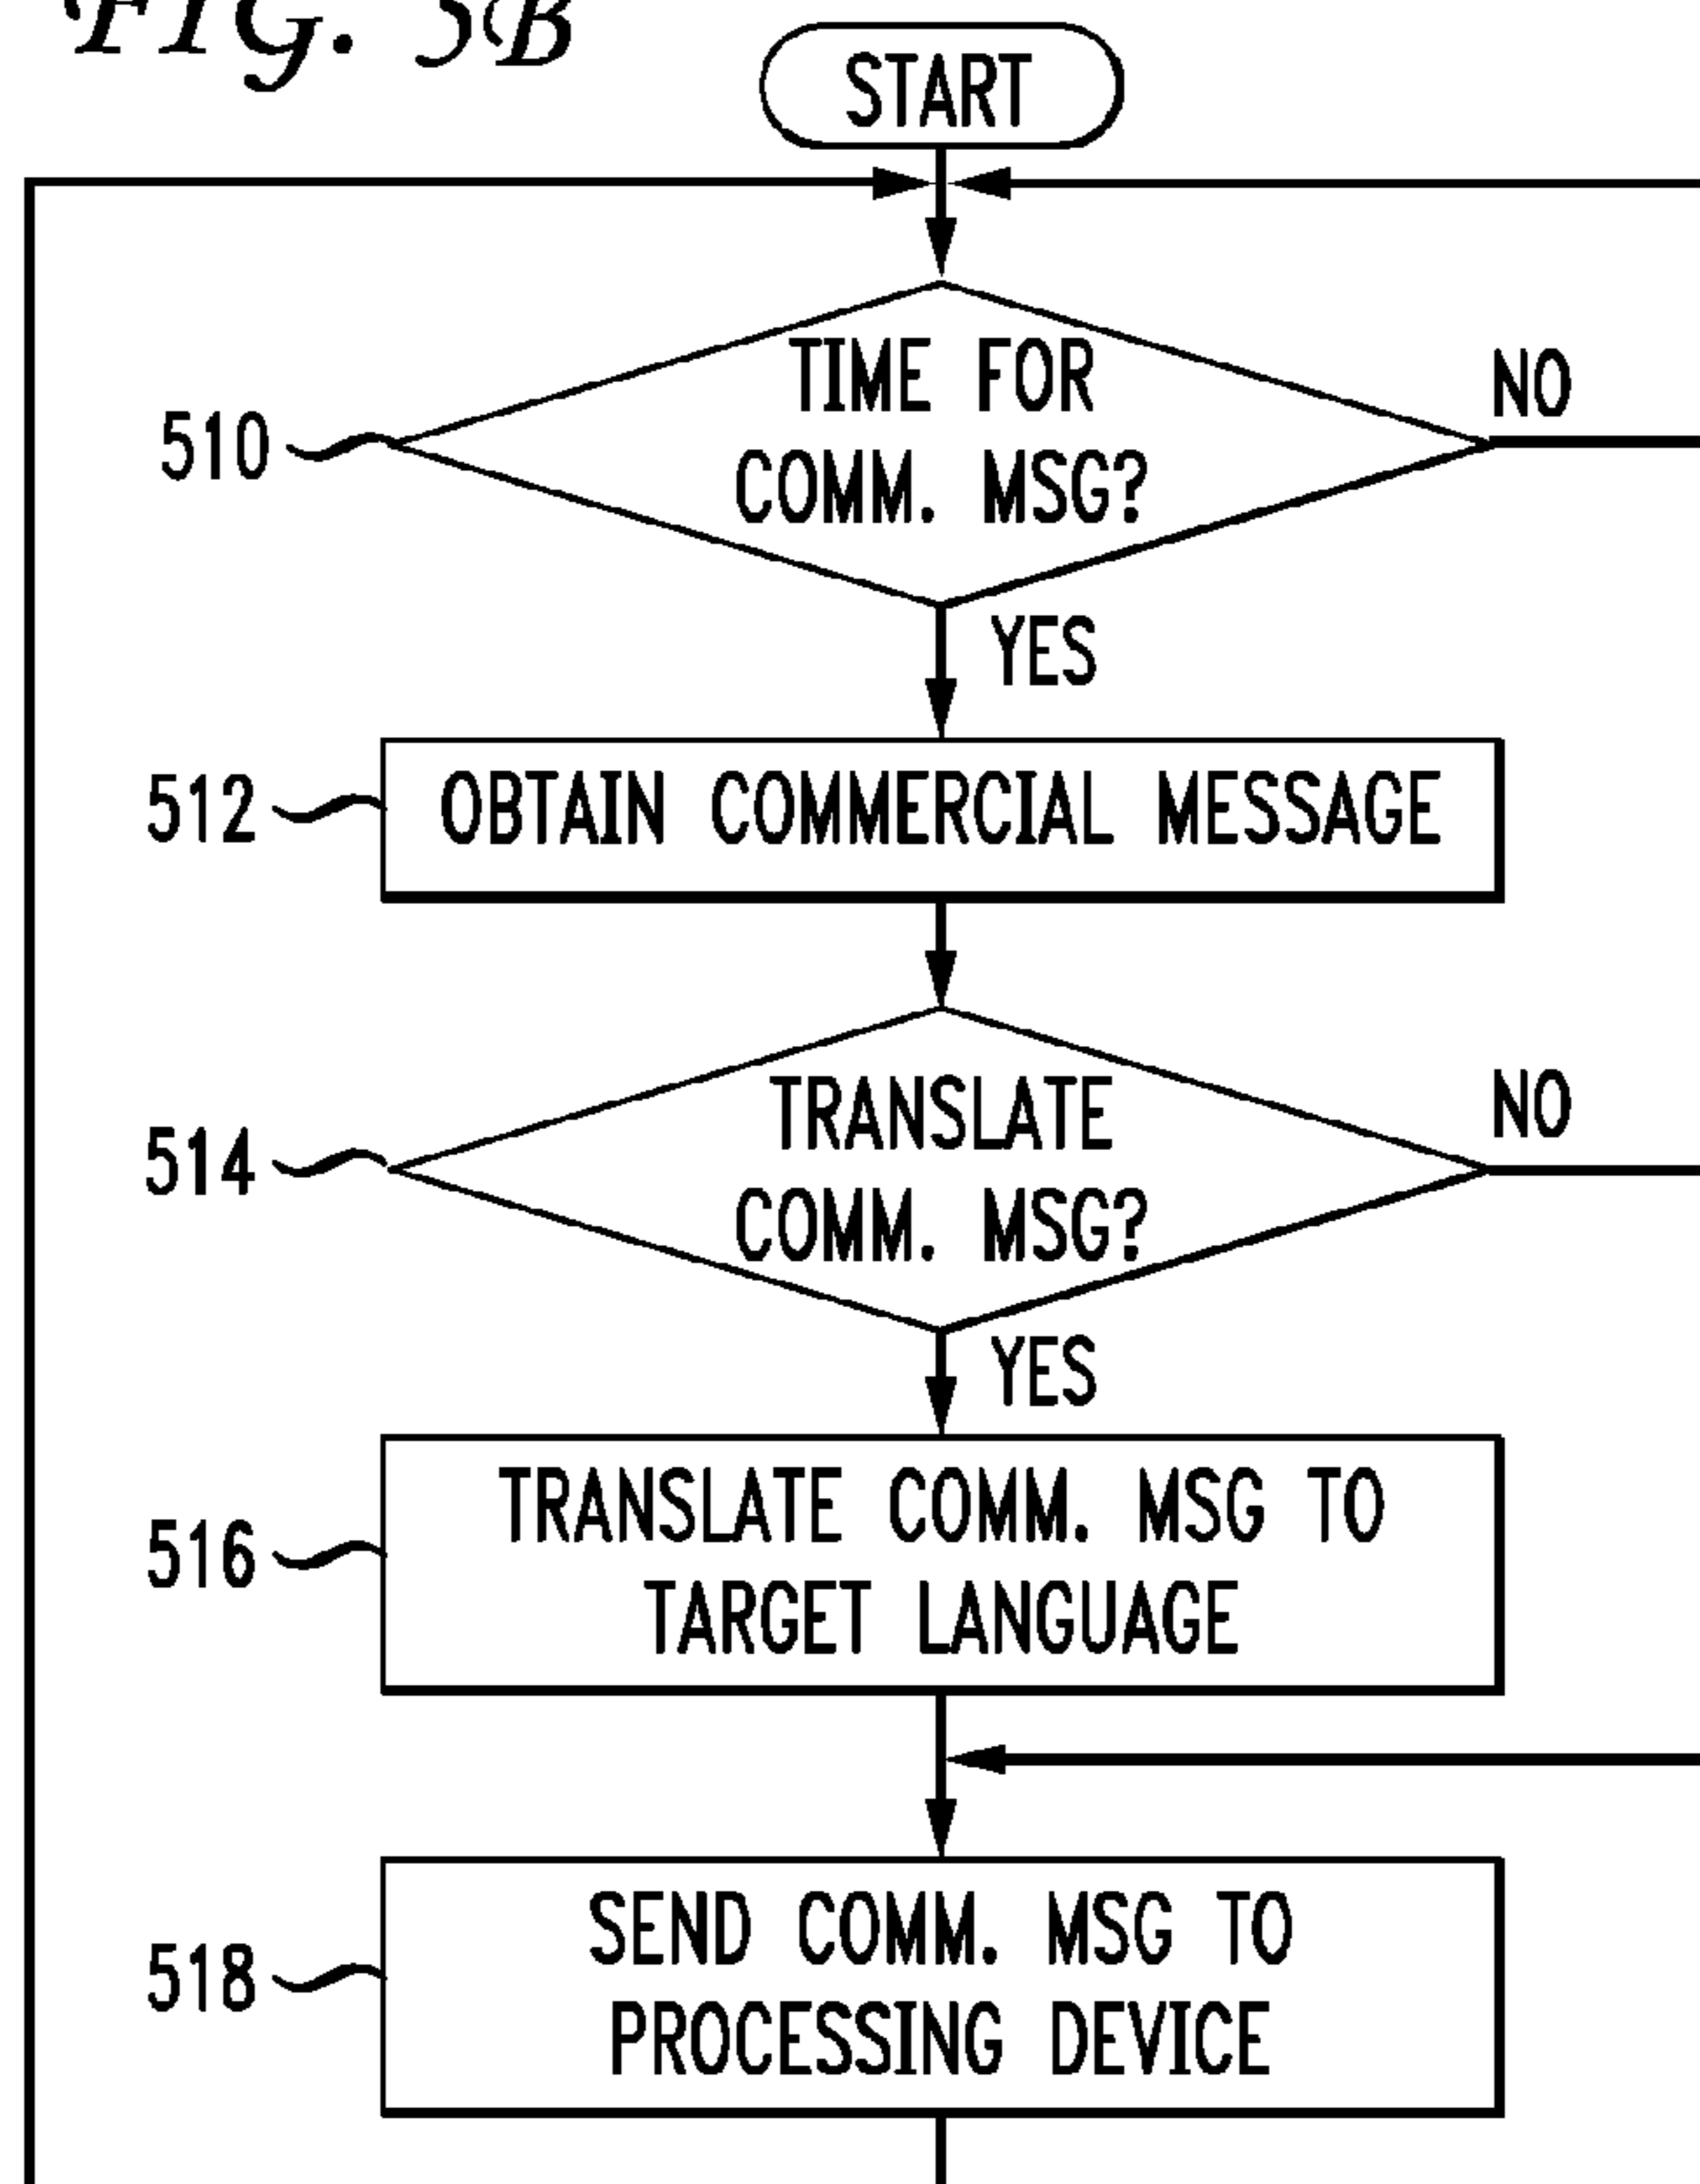 FIG. 5B
START
TIME FOR
COMM. MSG?
NO
510
YES
512
OBTAIN COMMERCIAL MESSAGE
TRANSLATE
COMM. MSG?
NO
514
YES
TRANSLATE COMM. MSG TO
TARGET LANGUAGE
516
SEND COMM. MSG TO
PROCESSING DEVICE
518